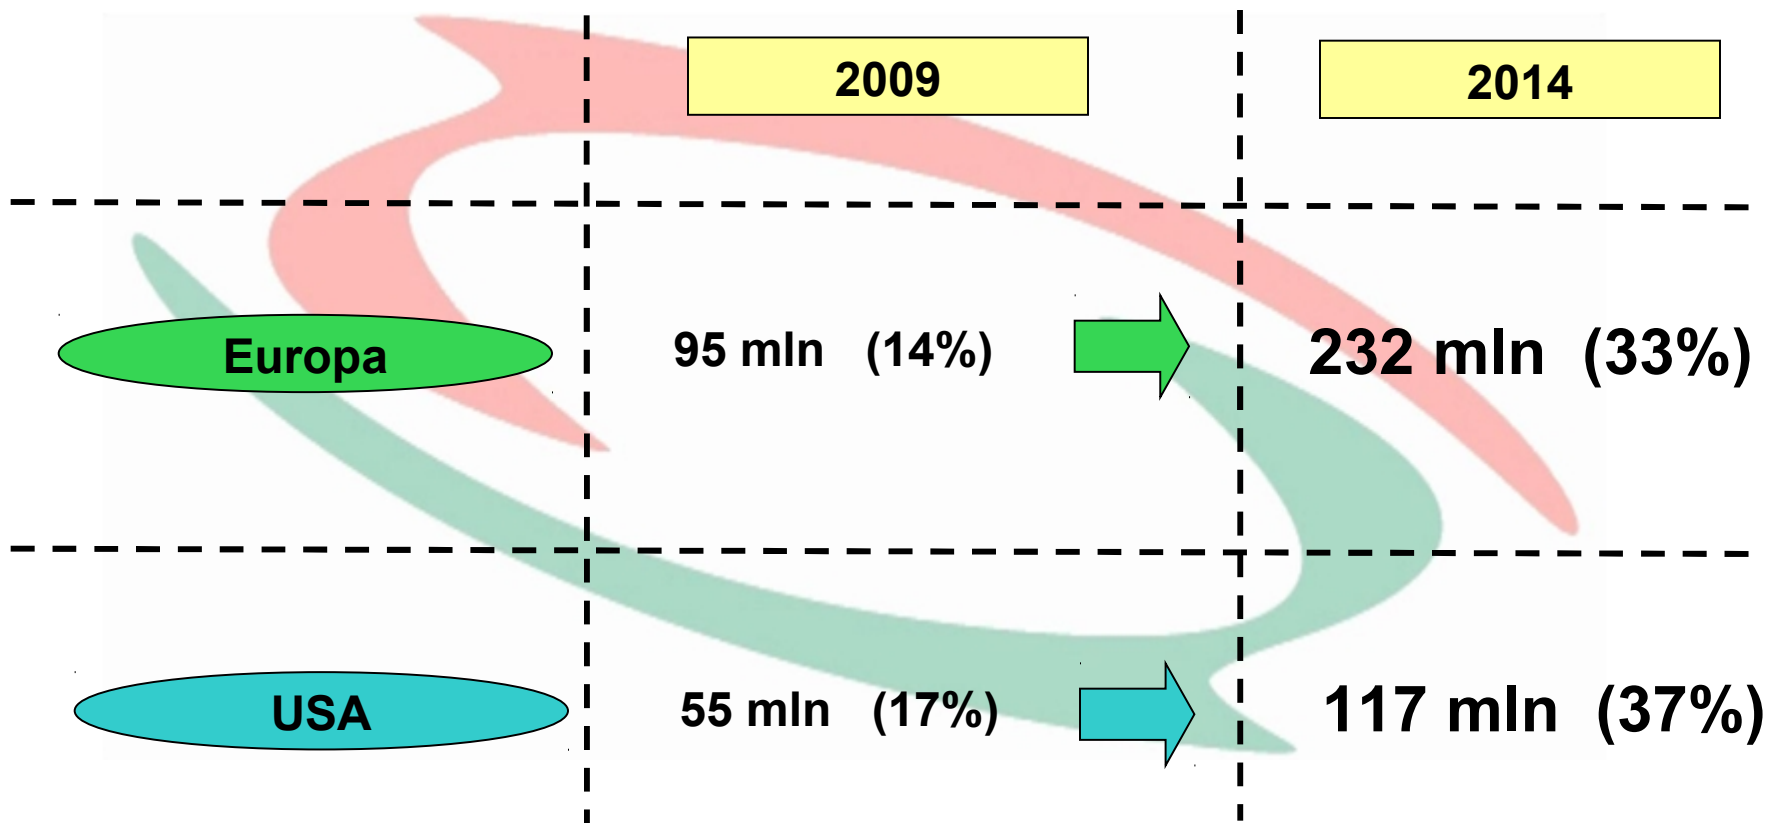 2009
2014
Europa
95 mln (14%)
232 mln (33%)
USA
55 mln (17%)
117 mln (37%)